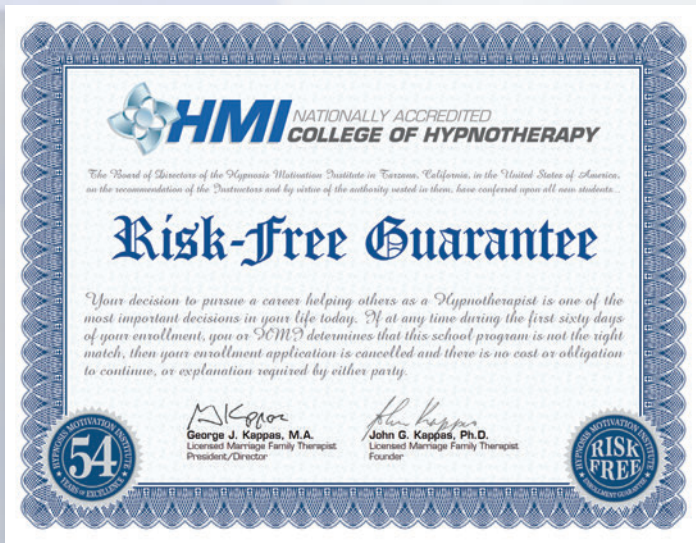 HMI NATIONALLY ACCREDITED
COLLEGE OF HYPNOTHERAPY
The Board of Directors of the Hypnosis Motivation Institute in Tarzana, California, in the United States of America,
on the recommendation of the Instructors and by virtue of the authority vested in them, have conferred upon all new students...
Risk-Free Guarantee
Your decision to pursue a career helping others as a Hypnotherapist is one of the
most important decisions in your life today. If at any time during the first sixty days
of your enrollment, you or HMI determines that this school program is not the right
match, then your enrollment application is cancelled and there is no cost or obligation
to continue, or explanation required by either party.
George J. Kappas, M.A.
Licensed Marriage Family Therapist
President/Director
John G. Kappas, Ph.D.
Licensed Marriage Family Therapist
Founder
HYPNOSIS MOTIVATION INSTITUTE
54
YEARS OF EXCELLENCE
HYPNOSIS MOTIVATION INSTITUTE
RISK
FREE
ENROLLMENT GUARANTEE